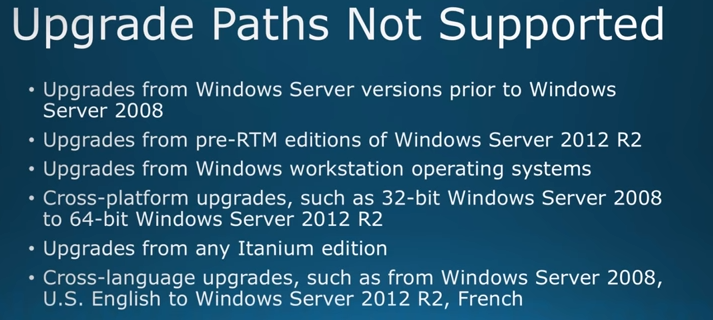 Upgrade Paths Not Supported
• Upgrades from Windows Server versions prior to Windows
Server 2008
• Upgrades from pre-RTM editions of Windows Server 2012 R2
• Upgrades from Windows workstation operating systems
• Cross-platform upgrades, such as 32-bit Windows Server 2008
to 64-bit Windows Server 2012 R2
• Upgrades from any Itanium edition
• Cross-language upgrades, such as from Windows Server 2008,
U.S. English to Windows Server 2012 R2, French